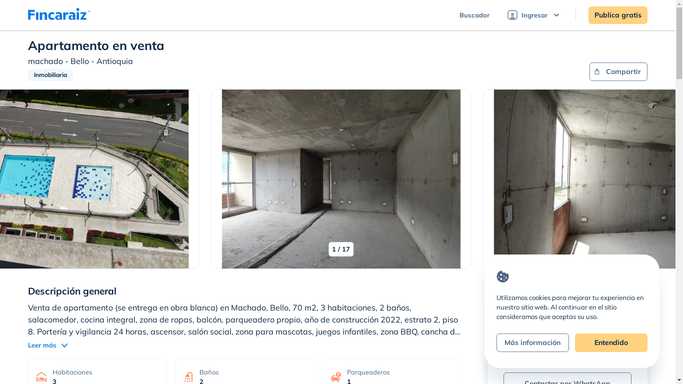 Fincaraiz
Buscador
Ingresar
Publica gratis
Apartamento en venta
machado - Bello - Antioquia
Inmobiliaria
Compartir
1 / 17
Descripción general
Venta de apartamento (se entrega en obra blanca) en Machado, Bello, 70 m2, 3 habitaciones, 2 baños,
salacomedor, cocina integral, zona de ropas, balcón, parqueadero propio, año de construcción 2022, estrato 2, piso
8. Portería y vigilancia 24 horas, ascensor, salón social, zona para mascotas, juegos infantiles, zona BBQ, cancha d...
Leer más
Habitaciones
3
Baños
2
Parqueaderos
1
Utilizamos cookies para mejorar tu experiencia en
nuestro sitio web. Al continuar en el sitio
consideramos que aceptas su uso.
Más información
Entendido
Contactar por WhatsApp